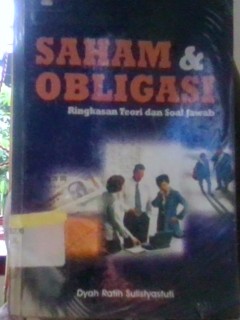 SAHAM &
OBLIGASI
Ringkasan Teori dan Soal Jawab
Dyah Ratih Sulistyastuti